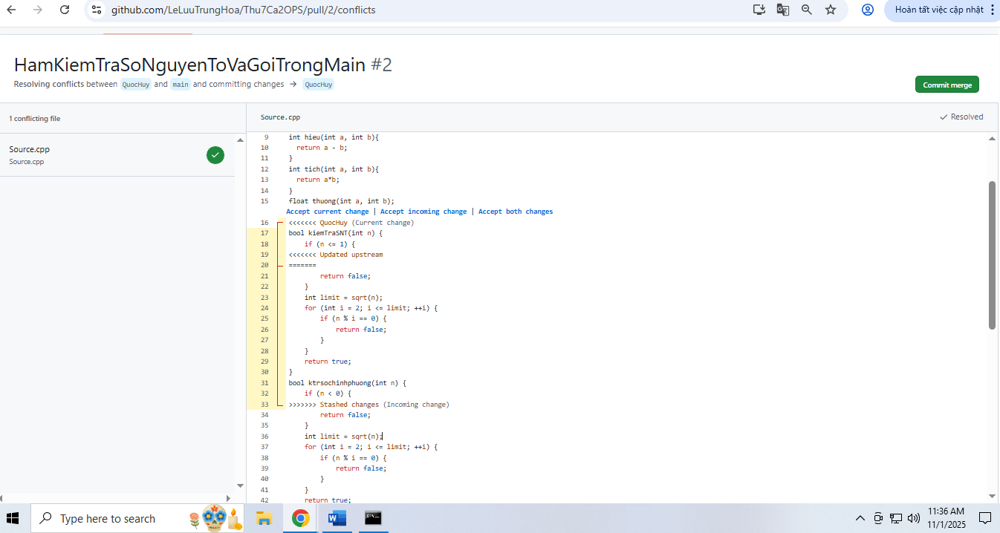 github.com/LeLuuTrungHoa/Thu7Ca2OPS/pull/2/conflicts
Hoàn tất việc cập nhật
HamKiemTraSoNguyenToVaGoiTrongMain #2
Resolving conflicts between QuocHuy and main and committing changes → QuocHuy
Commit merge
1 conflicting file
Source.cpp
Resolved
Source.cpp
Source.cpp
9 int hieu(int a, int b){
10 return a - b;
11 }
12 int tich(int a, int b){
13 return a*b;
14 }
15 float thuong(int a, int b);
Accept current change | Accept incoming change | Accept both changes
16 <<<<<<< QuocHuy (Current change)
17 bool kiemTraSNT(int n) {
18 if (n <= 1) {
19 <<<<<<< Updated upstream
20 =======
21 return false;
22 }
23 int limit = sqrt(n);
24 for (int i = 2; i <= limit; ++i) {
25 if (n % i == 0) {
26 return false;
27 }
28 }
29 return true;
30 }
31 bool ktrsochinhphuong(int n) {
32 if (n < 0) {
33 >>>>>>> Stashed changes (Incoming change)
34 return false;
35 }
36 int limit = sqrt(n);
37 for (int i = 2; i <= limit; ++i) {
38 if (n % i == 0) {
39 return false;
40 }
41 }
42 return true;
Type here to search
11:36 AM
11/1/2025